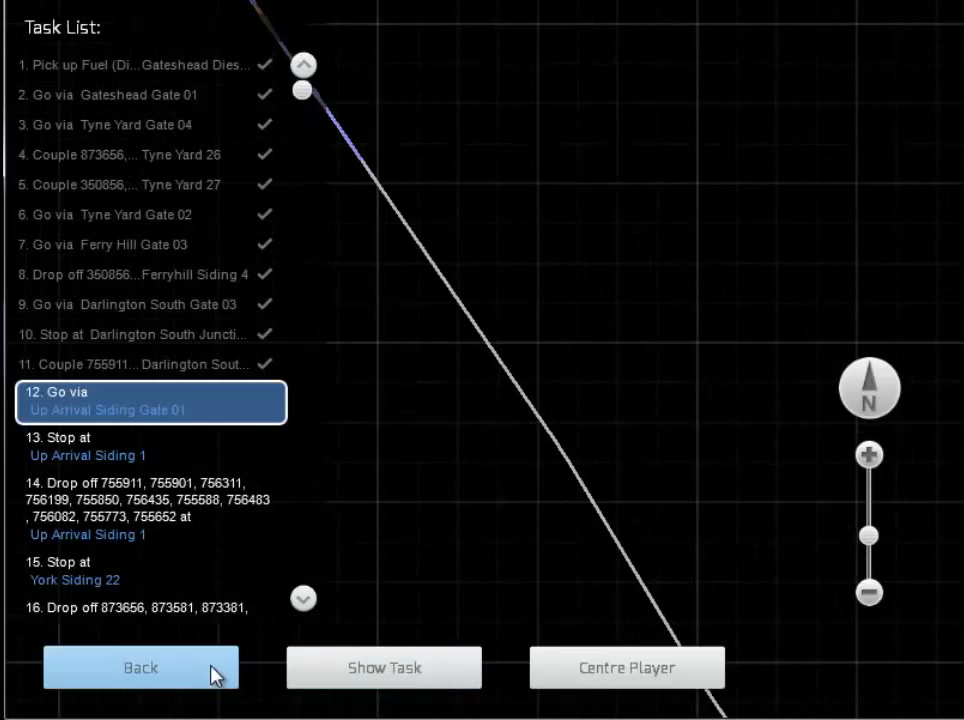 Task List:
1. Pick up Fuel (Di...Gateshead Dies...
2. Go via Gateshead Gate 01
3. Go via Tyne Yard Gate 04
4. Couple 873656,... Tyne Yard 26
5. Couple 350856,... Tyne Yard 27
6. Go via Tyne Yard Gate 02
7. Go via Ferry Hill Gate 03
8. Drop off 350856...Ferryhill Siding 4
9. Go via Darlington South Gate 03
10. Stop at Darlington South Juncti...
11. Couple 755911... Darlington Sout...
12. Go via
Up Arrival Siding Gate 01
13. Stop at
Up Arrival Siding 1
14. Drop off 755911, 755901, 756311,
756199, 755850, 756435, 755588, 756483
, 756082, 755773, 755652 at
Up Arrival Siding 1
15. Stop at
York Siding 22
16. Drop off 873656, 873581, 873381,
N
Back
Show Task
Centre Player